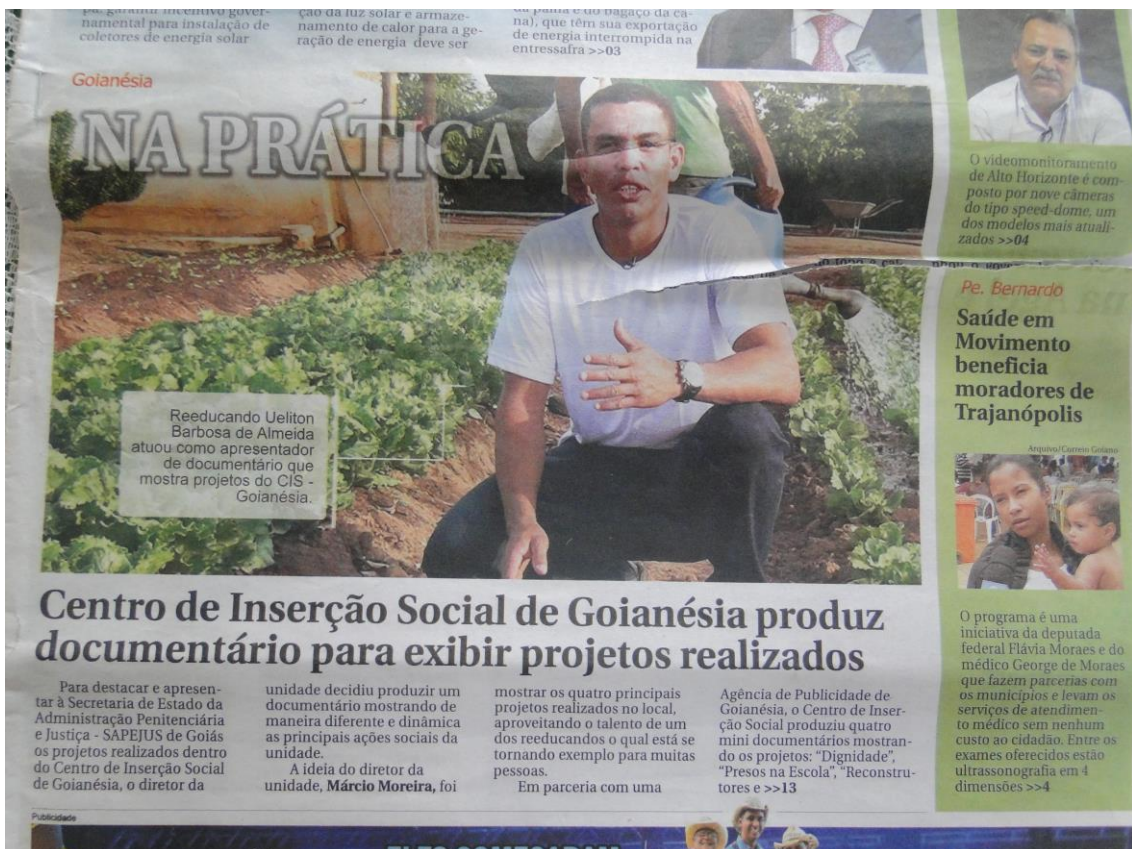 pa, garantir incentivo gover-
namental para instalação de
coletores de energia solar
ção da luz solar e armaze-
namento de calor para a ge-
ração de energia deve ser
da palha e do bagaço da ca-
na), que têm sua exportação
de energia interrompida na
entressafra >>03
Goianésia
NA PRÁTICA
Reeducando Ueliton
Barbosa de Almeida
atuou como apresentador
de documentário que
mostra projetos do CIS -
Goianésia.
Centro de Inserção Social de Goianésia produz
documentário para exibir projetos realizados
Para destacar e apresen-
tar à Secretaria de Estado da
Administração Penitenciária
e Justiça - SAPEJUS de Goiás
os projetos realizados dentro
do Centro de Inserção Social
de Goianésia, o diretor da
unidade decidiu produzir um
documentário mostrando de
maneira diferente e dinâmica
as principais ações sociais da
unidade.
A ideia do diretor da
unidade, Márcio Moreira, foi
mostrar os quatro principais
projetos realizados no local,
aproveitando o talento de um
dos reeducandos o qual está se
tornando exemplo para muitas
pessoas.
Em parceria com uma
Agência de Publicidade de
Goianésia, o Centro de Inser-
ção Social produziu quatro
mini documentários mostran-
do os projetos: “Dignidade”,
“Presos na Escola”, “Reconstru-
tores e >>13
O videomonitoramento
de Alto Horizonte é com-
posto por nove câmeras
do tipo speed-dome, um
dos modelos mais atuali-
zados >>04
Pe. Bernardo
Saúde em
Movimento
beneficia
moradores de
Trajanópolis
Arquivo/Correio Goiano
O programa é uma
iniciativa da deputada
federal Flávia Moraes e do
médico George de Moraes
que fazem parcerias com
os municípios e levam os
serviços de atendimen-
to médico sem nenhum
custo ao cidadão. Entre os
exames oferecidos estão
ultrassonografia em 4
dimensões >>4
Publicidade